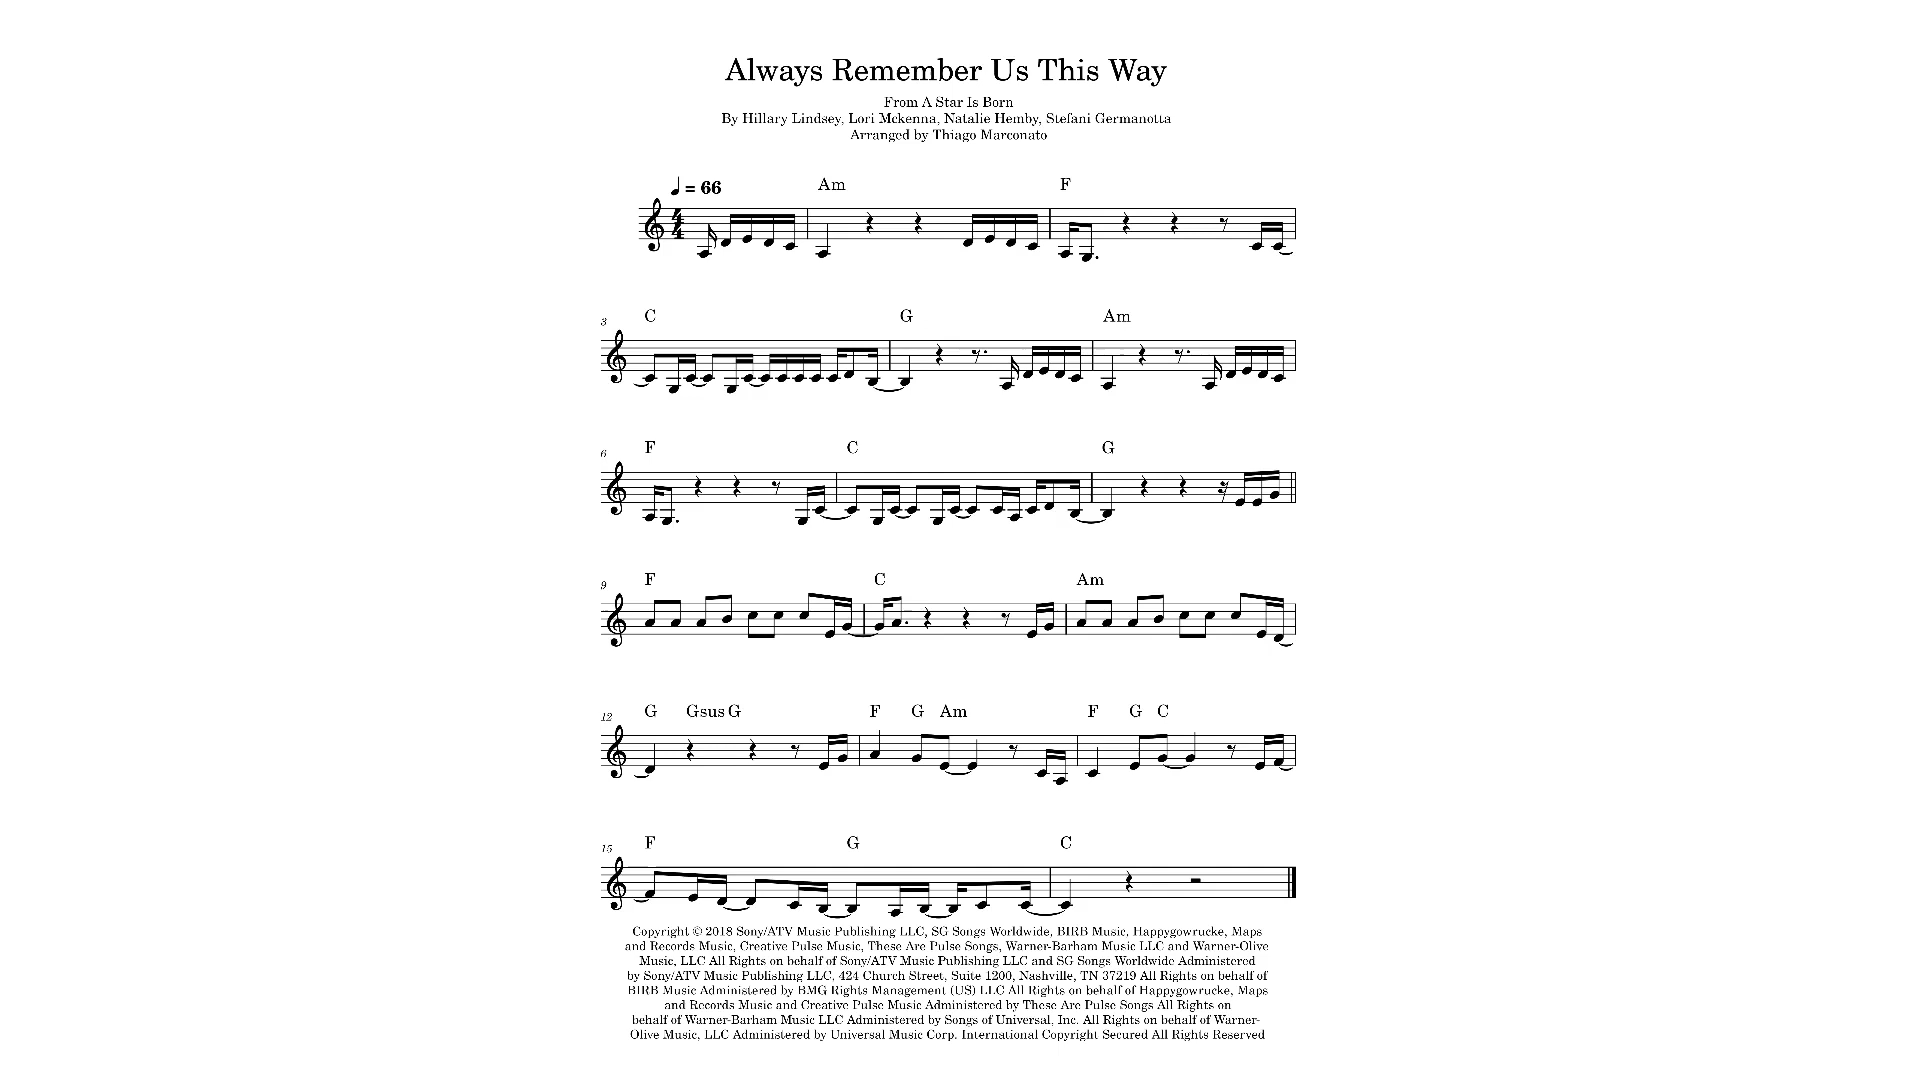 Always Remember Us This Way
From A Star Is Born
By Hillary Lindsey, Lori Mckenna, Natalie Hemby, Stefani Germanotta
Arranged by Thiago Marconato
= 66
Am F
4
4
3 C G Am
6 F C G
9 F C Am
12 G Gsus G F G Am F G C
15 F G C
Copyright © 2018 Sony/ATV Music Publishing LLC, SG Songs Worldwide, BIRB Music, Happygowrucke, Maps
and Records Music, Creative Pulse Music, These Are Pulse Songs, Warner-Barham Music LLC and Warner-Olive
Music, LLC All Rights on behalf of Sony/ATV Music Publishing LLC and SG Songs Worldwide Administered
by Sony/ATV Music Publishing LLC, 424 Church Street, Suite 1200, Nashville, TN 37219 All Rights on behalf of
BIRB Music Administered by BMG Rights Management (US) LLC All Rights on behalf of Happygowrucke, Maps
and Records Music and Creative Pulse Music Administered by These Are Pulse Songs All Rights on
behalf of Warner-Barham Music LLC Administered by Songs of Universal, Inc. All Rights on behalf of Warner-
Olive Music, LLC Administered by Universal Music Corp. International Copyright Secured All Rights Reserved